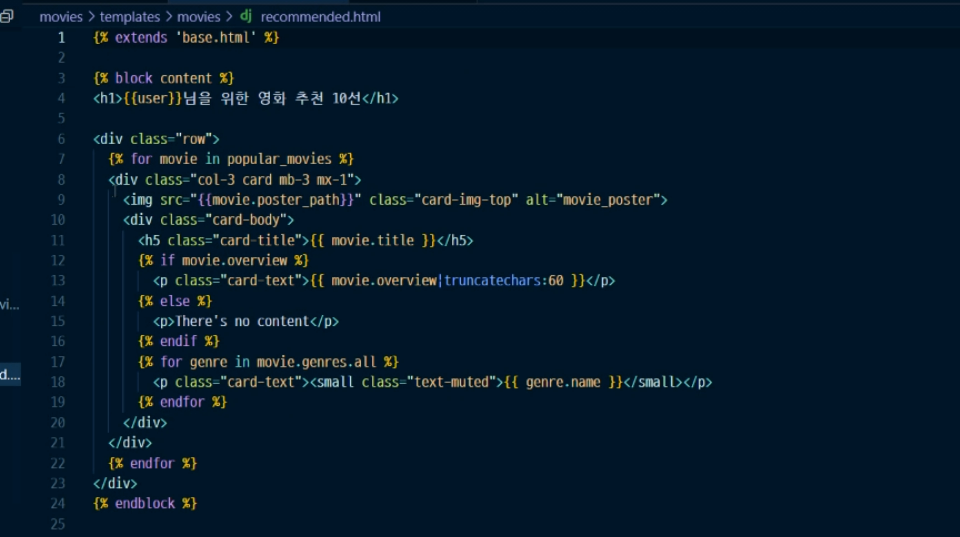 movies > templates > movies > dj recommended.html
1 {% extends 'base.html' %}
2
3 {% block content %}
4 <h1>{{user}}님을 위한 영화 추천 10선</h1>
5
6 <div class="row">
7 {% for movie in popular_movies %}
8 <div class="col-3 card mb-3 mx-1">
9 <img src="{{movie.poster_path}}" class="card-img-top" alt="movie_poster">
10 <div class="card-body">
11 <h5 class="card-title">{{ movie.title }}</h5>
12 {% if movie.overview %}
13 <p class="card-text">{{ movie.overview|truncatechars:60 }}</p>
vi...
14 {% else %}
15 <p>There's no content</p>
16 {% endif %}
17 {% for genre in movie.genres.all %}
d....
18 <p class="card-text"><small class="text-muted">{{ genre.name }}</small></p>
19 {% endfor %}
20 </div>
21 </div>
22 {% endfor %}
23 </div>
24 {% endblock %}
25